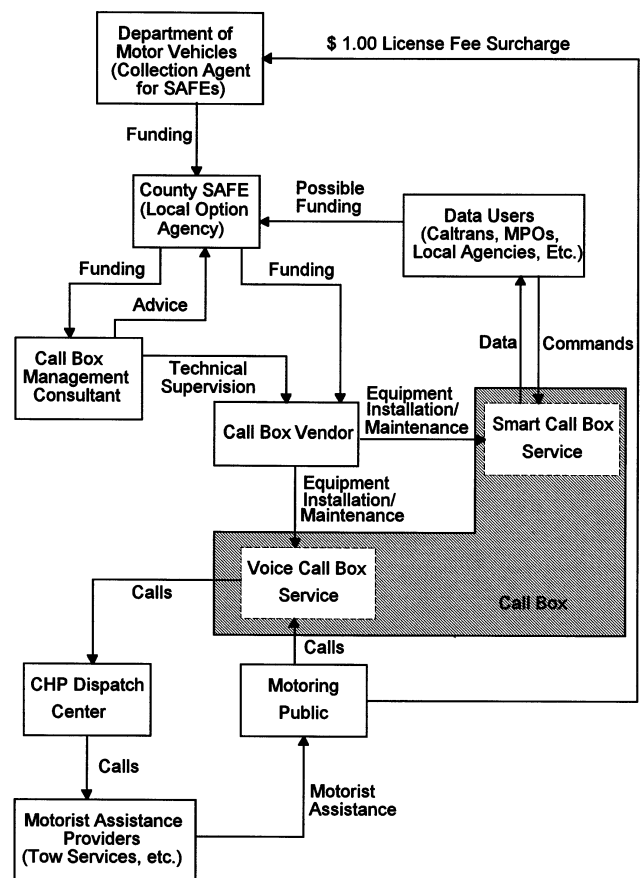 Department of
Motor Vehicles
(Collection Agent
for SAFEs)
$ 1.00 License Fee Surcharge
Funding
County SAFE
(Local Option
Agency)
Possible
Funding
Data Users
(Caltrans, MPOs,
Local Agencies, Etc.)
Funding
Funding
Advice
Data
Commands
Call Box
Management
Consultant
Technical
Supervision
Call Box Vendor
Equipment
Installation/
Maintenance
Smart Call Box
Service
Equipment
Installation/
Maintenance
Voice Call Box
Service
Call Box
Calls
Calls
CHP Dispatch
Center
Motoring
Public
Calls
Motorist
Assistance
Motorist Assistance
Providers
(Tow Services, etc.)